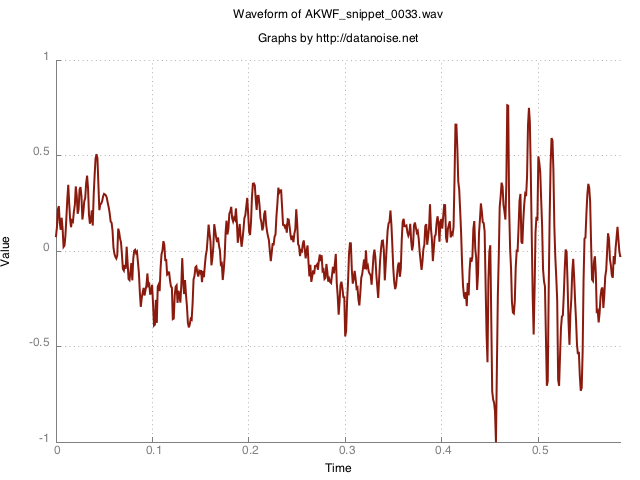 Waveform of AKWF_snippet_0033.wav
Graphs by http://datanoise.net
1
0.5
0
-0.5
-1
Value
0 0.1 0.2 0.3 0.4 0.5
Time